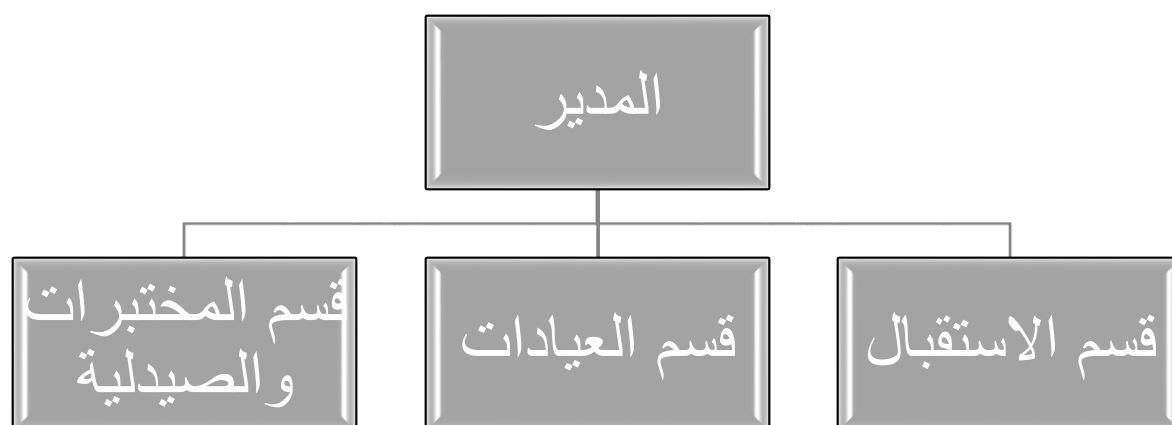 المدير
قسم الاستقبال
قسم العيادات
قسم المختبرات
والصيدلية